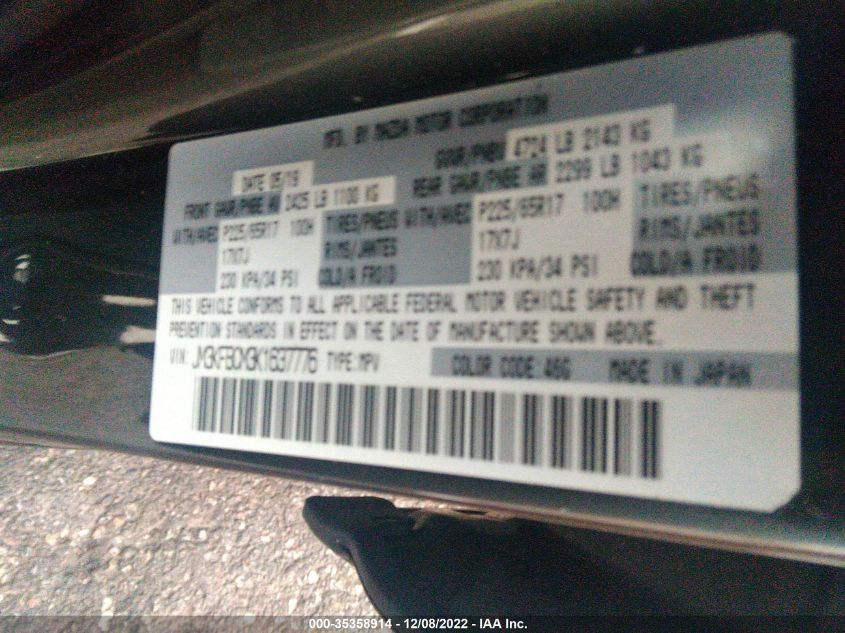 MFD. BY MAZDA MOTOR CORPORATION
DATE 05/19 GVWR/PNBV 4724 LB 2143 KG
FRONT GAWR/PNBE AV 2425 LB 1100 KG REAR GAWR/PNBE AR 2299 LB 1043 KG
WITH/AVEC P225/65R17 100H TIRES/PNEUS WITH/AVEC P225/65R17 100H TIRES/PNEUS
17X7J RIMS/JANTES 17X7J RIMS/JANTES
230 KPA/34 PSI COLD/A FROID 230 KPA/34 PSI COLD/A FROID
THIS VEHICLE CONFORMS TO ALL APPLICABLE FEDERAL MOTOR VEHICLE SAFETY AND THEFT
PREVENTION STANDARDS IN EFFECT ON THE DATE OF MANUFACTURE SHOWN ABOVE.
VIN: TYPE:MPV COLOR CODE:46G MADE IN JAPAN
000-35358914 - 12/08/2022 - IAA Inc.